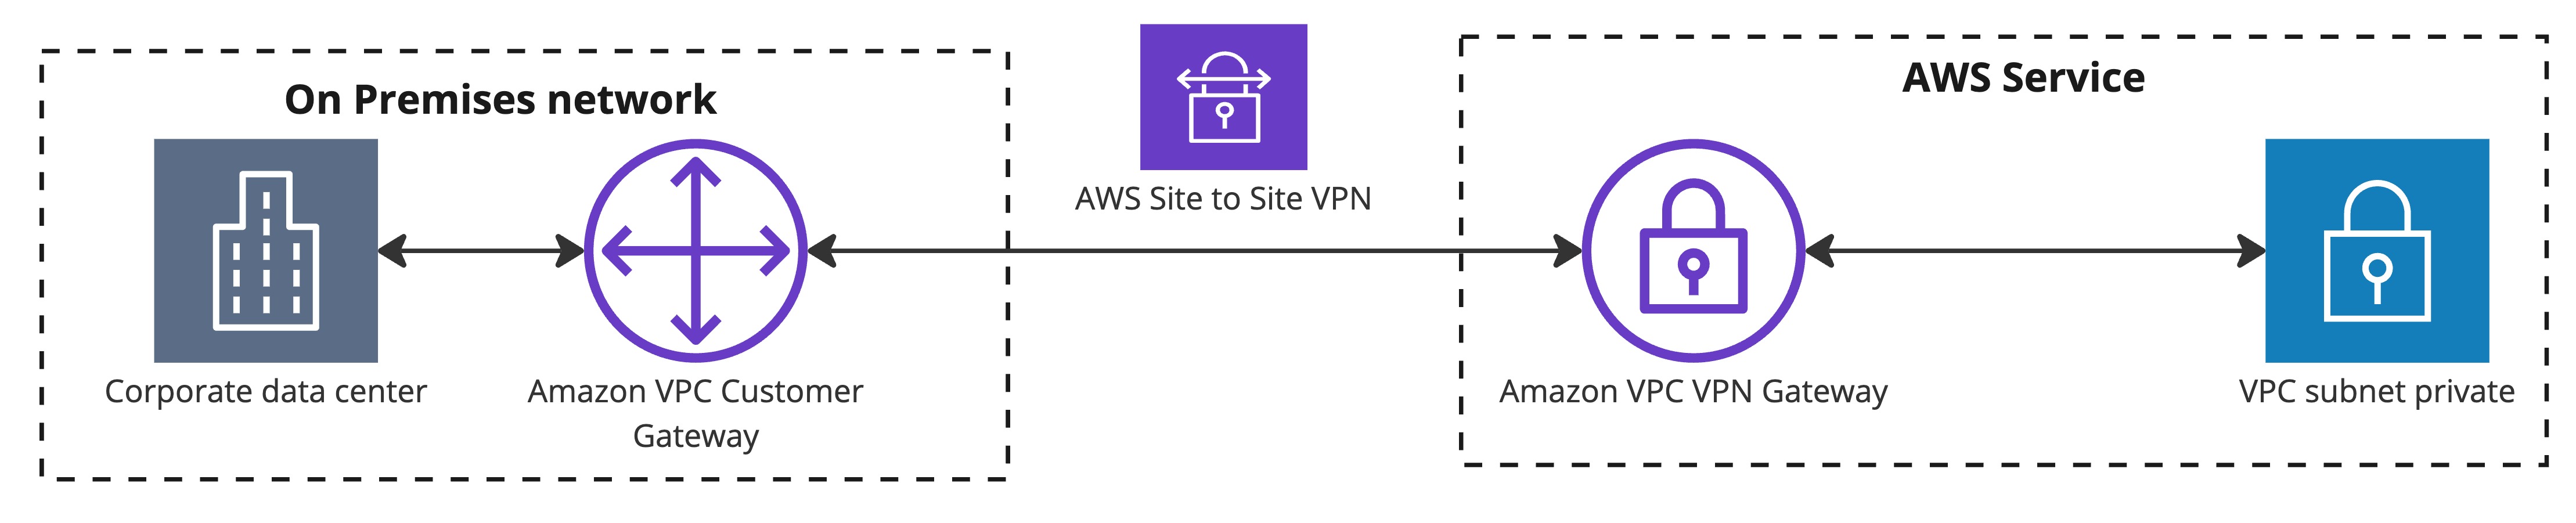 On Premises network
AWS Service
AWS Site to Site VPN
Corporate data center
Amazon VPC Customer
Gateway
Amazon VPC VPN Gateway
VPC subnet private